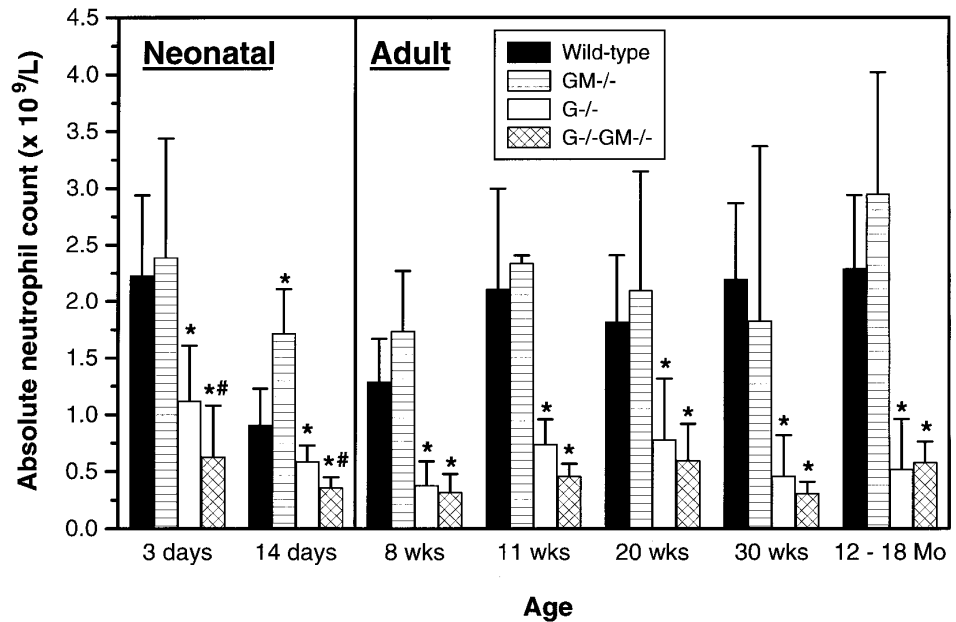 Absolute neutrophil count (x 10⁹/L)
4.5
4.0
3.5
3.0
2.5
2.0
1.5
1.0
0.5
0.0
Neonatal
Adult
Wild-type
GM-/-
G-/-
G-/-GM-/-
*
*#
*
*
*#
*
*
*
*
*
*
*
*
*
*
3 days
14 days
8 wks
11 wks
20 wks
30 wks
12 - 18 Mo
Age